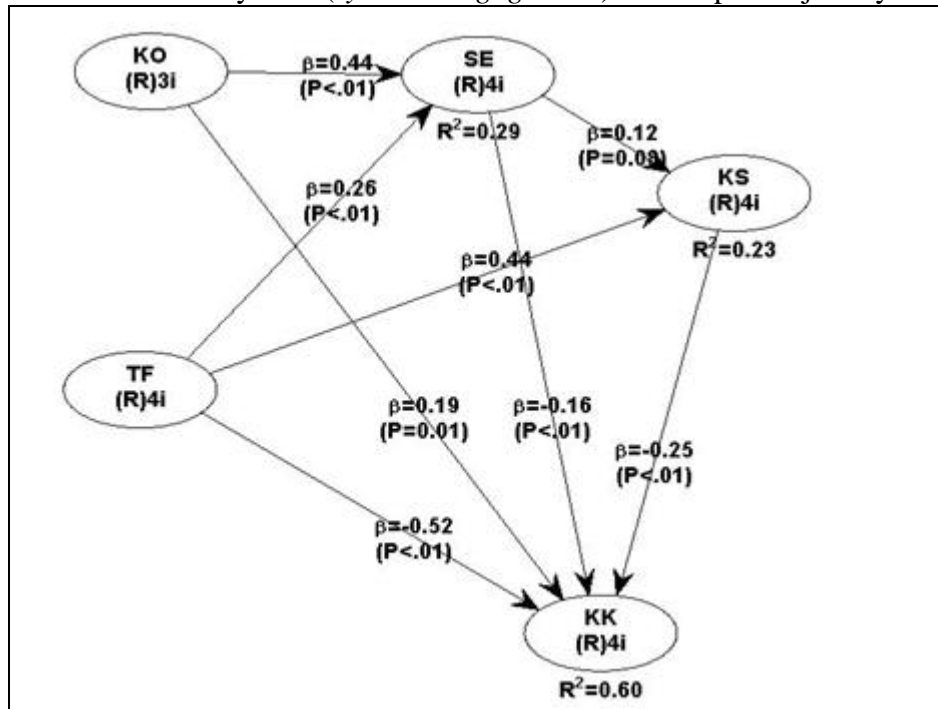 KO
(R)3i
β=0.44
(P<.01)
SE
(R)4i
R²=0.29
β=0.12
(P=0.08)
KS
(R)4i
R²=0.23
β=0.26
(P<.01)
β=0.44
(P<.01)
TF
(R)4i
β=0.19
(P=0.01)
β=-0.16
(P<.01)
β=-0.25
(P<.01)
β=-0.52
(P<.01)
KK
(R)4i
R²=0.60